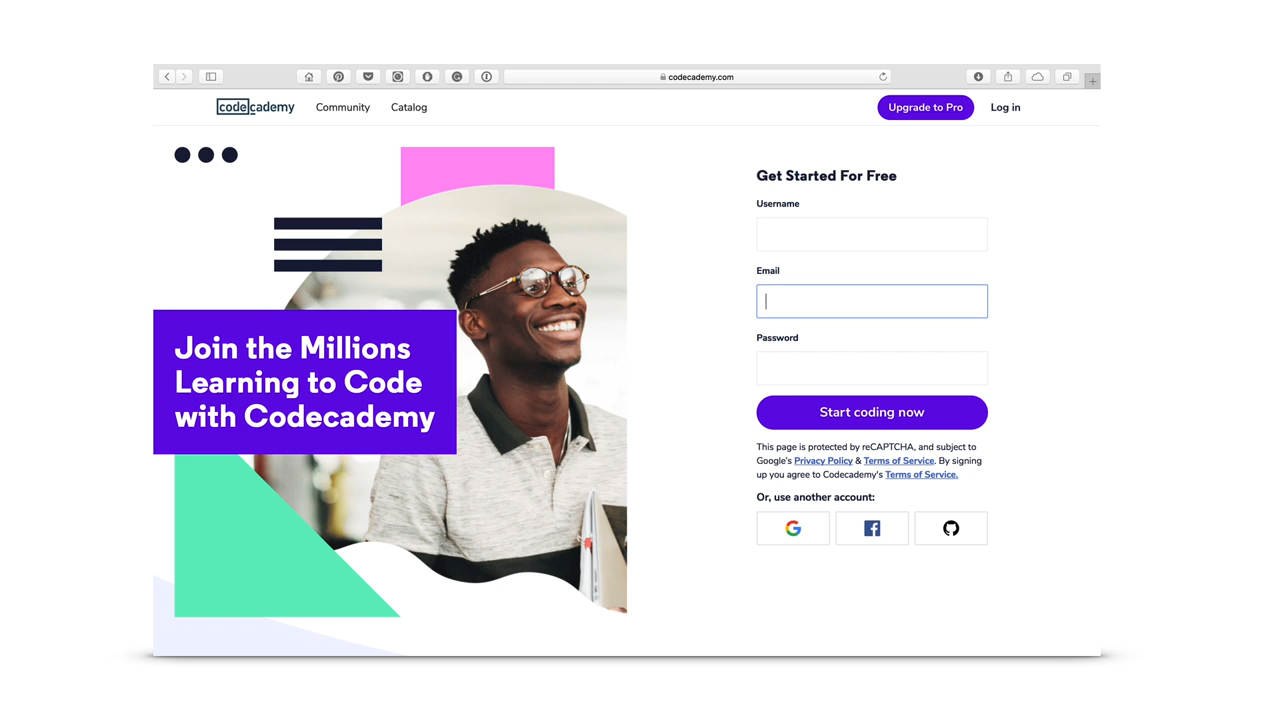 codecademy.com
codecademy
Community
Catalog
Upgrade to Pro
Log in
Join the Millions
Learning to Code
with Codecademy
Get Started For Free
Username
Email
Password
Start coding now
This page is protected by reCAPTCHA, and subject to
Google's Privacy Policy & Terms of Service. By signing
up you agree to Codecademy's Terms of Service.
Or, use another account: